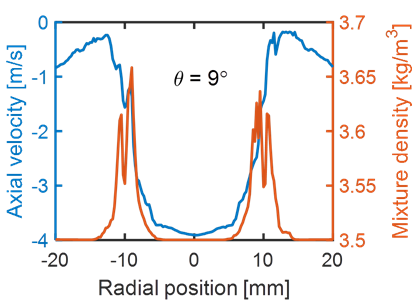 0
-1
-2
-3
-4
Axial velocity [m/s]
θ = 9°
3.7
3.65
3.6
3.55
3.5
Mixture density [kg/m³]
-20 -10 0 10 20
Radial position [mm]